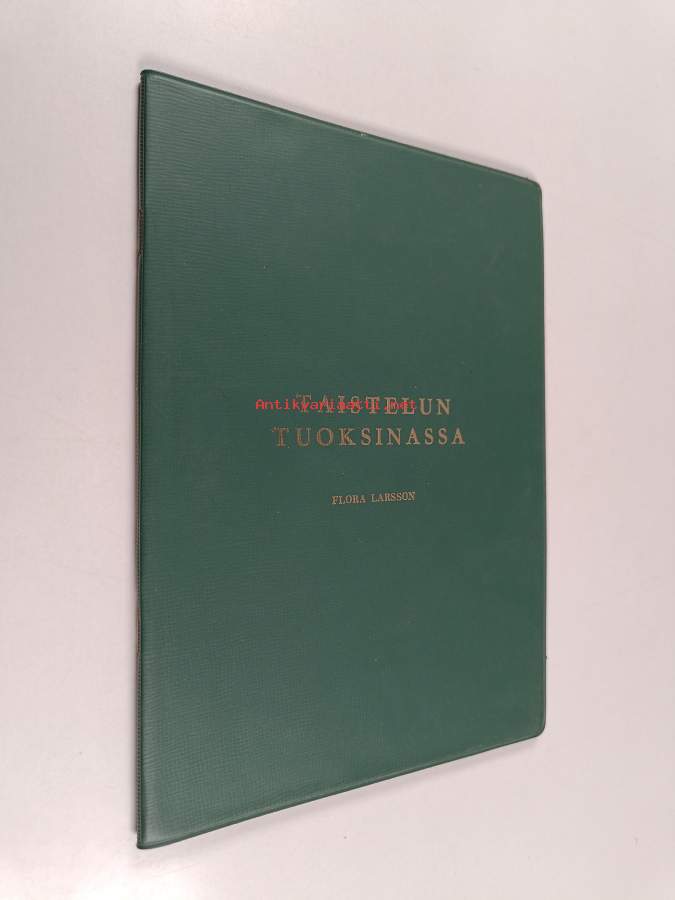 TAISTELUN
Antikvariaatti.net
TUOKSINASSA
FLORA LARSSON